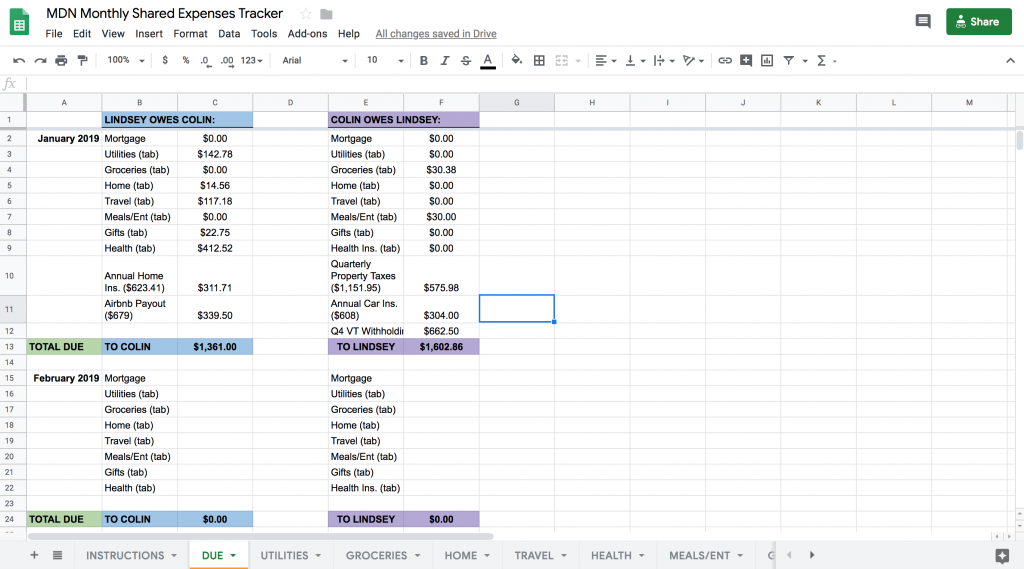 MDN Monthly Shared Expenses Tracker
File Edit View Insert Format Data Tools Add-ons Help All changes saved in Drive
Share
100% $ % .0 .00 123 Arial 10 B I S A
fx
A B C D E F G H I J K L M
1 LINDSEY OWES COLIN: COLIN OWES LINDSEY:
2 January 2019 Mortgage $0.00 Mortgage $0.00
3 Utilities (tab) $142.78 Utilities (tab) $0.00
4 Groceries (tab) $0.00 Groceries (tab) $30.38
5 Home (tab) $14.56 Home (tab) $0.00
6 Travel (tab) $117.18 Travel (tab) $0.00
7 Meals/Ent (tab) $0.00 Meals/Ent (tab) $30.00
8 Gifts (tab) $22.75 Gifts (tab) $0.00
9 Health (tab) $412.52 Health Ins. (tab) $0.00
Quarterly
10 Annual Home Property Taxes
Ins. ($623.41) $311.71 ($1,151.95) $575.98
11 Airbnb Payout Annual Car Ins.
($679) $339.50 ($608) $304.00
12 Q4 VT Withholdi $662.50
13 TOTAL DUE TO COLIN $1,361.00 TO LINDSEY $1,602.86
14
15 February 2019 Mortgage Mortgage
16 Utilities (tab) Utilities (tab)
17 Groceries (tab) Groceries (tab)
18 Home (tab) Home (tab)
19 Travel (tab) Travel (tab)
20 Meals/Ent (tab) Meals/Ent (tab)
21 Gifts (tab) Gifts (tab)
22 Health (tab) Health Ins. (tab)
23
24 TOTAL DUE TO COLIN $0.00 TO LINDSEY $0.00
INSTRUCTIONS DUE UTILITIES GROCERIES HOME TRAVEL HEALTH MEALS/ENT